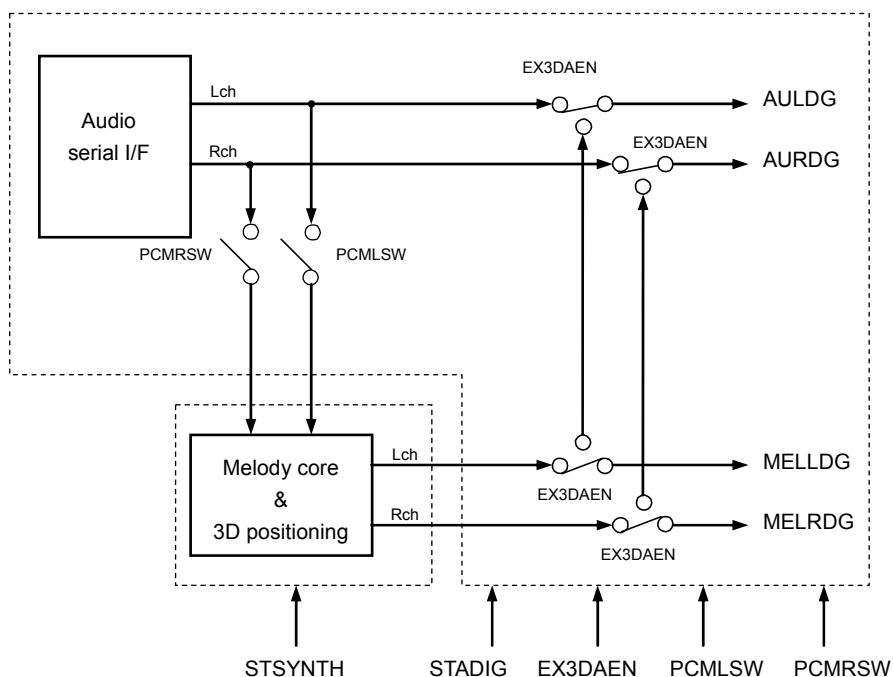 EX3DAEN
Lch
AULDG
Audio
serial I/F
EX3DAEN
Rch
AURDG
PCMRSW
PCMLSW
Lch
MELLDG
Melody core
&
3D positioning
EX3DAEN
Rch
MELRDG
EX3DAEN
STSYNTH
STADIG
EX3DAEN
PCMLSW
PCMRSW